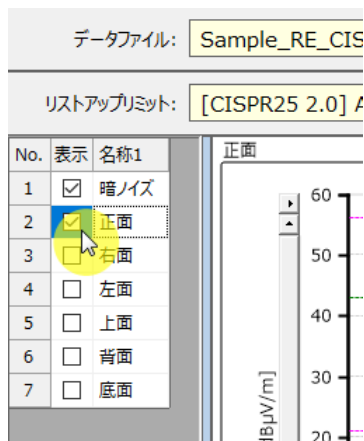 データファイル: Sample_RE_CIS
リストアップリミット: [CISPR25 2.0] A
No. 表示 名称1
1 暗ノイズ
2 正面
3 右面
4 左面
5 上面
6 背面
7 底面
正面
60
50
40
30
20
dBµV/m]